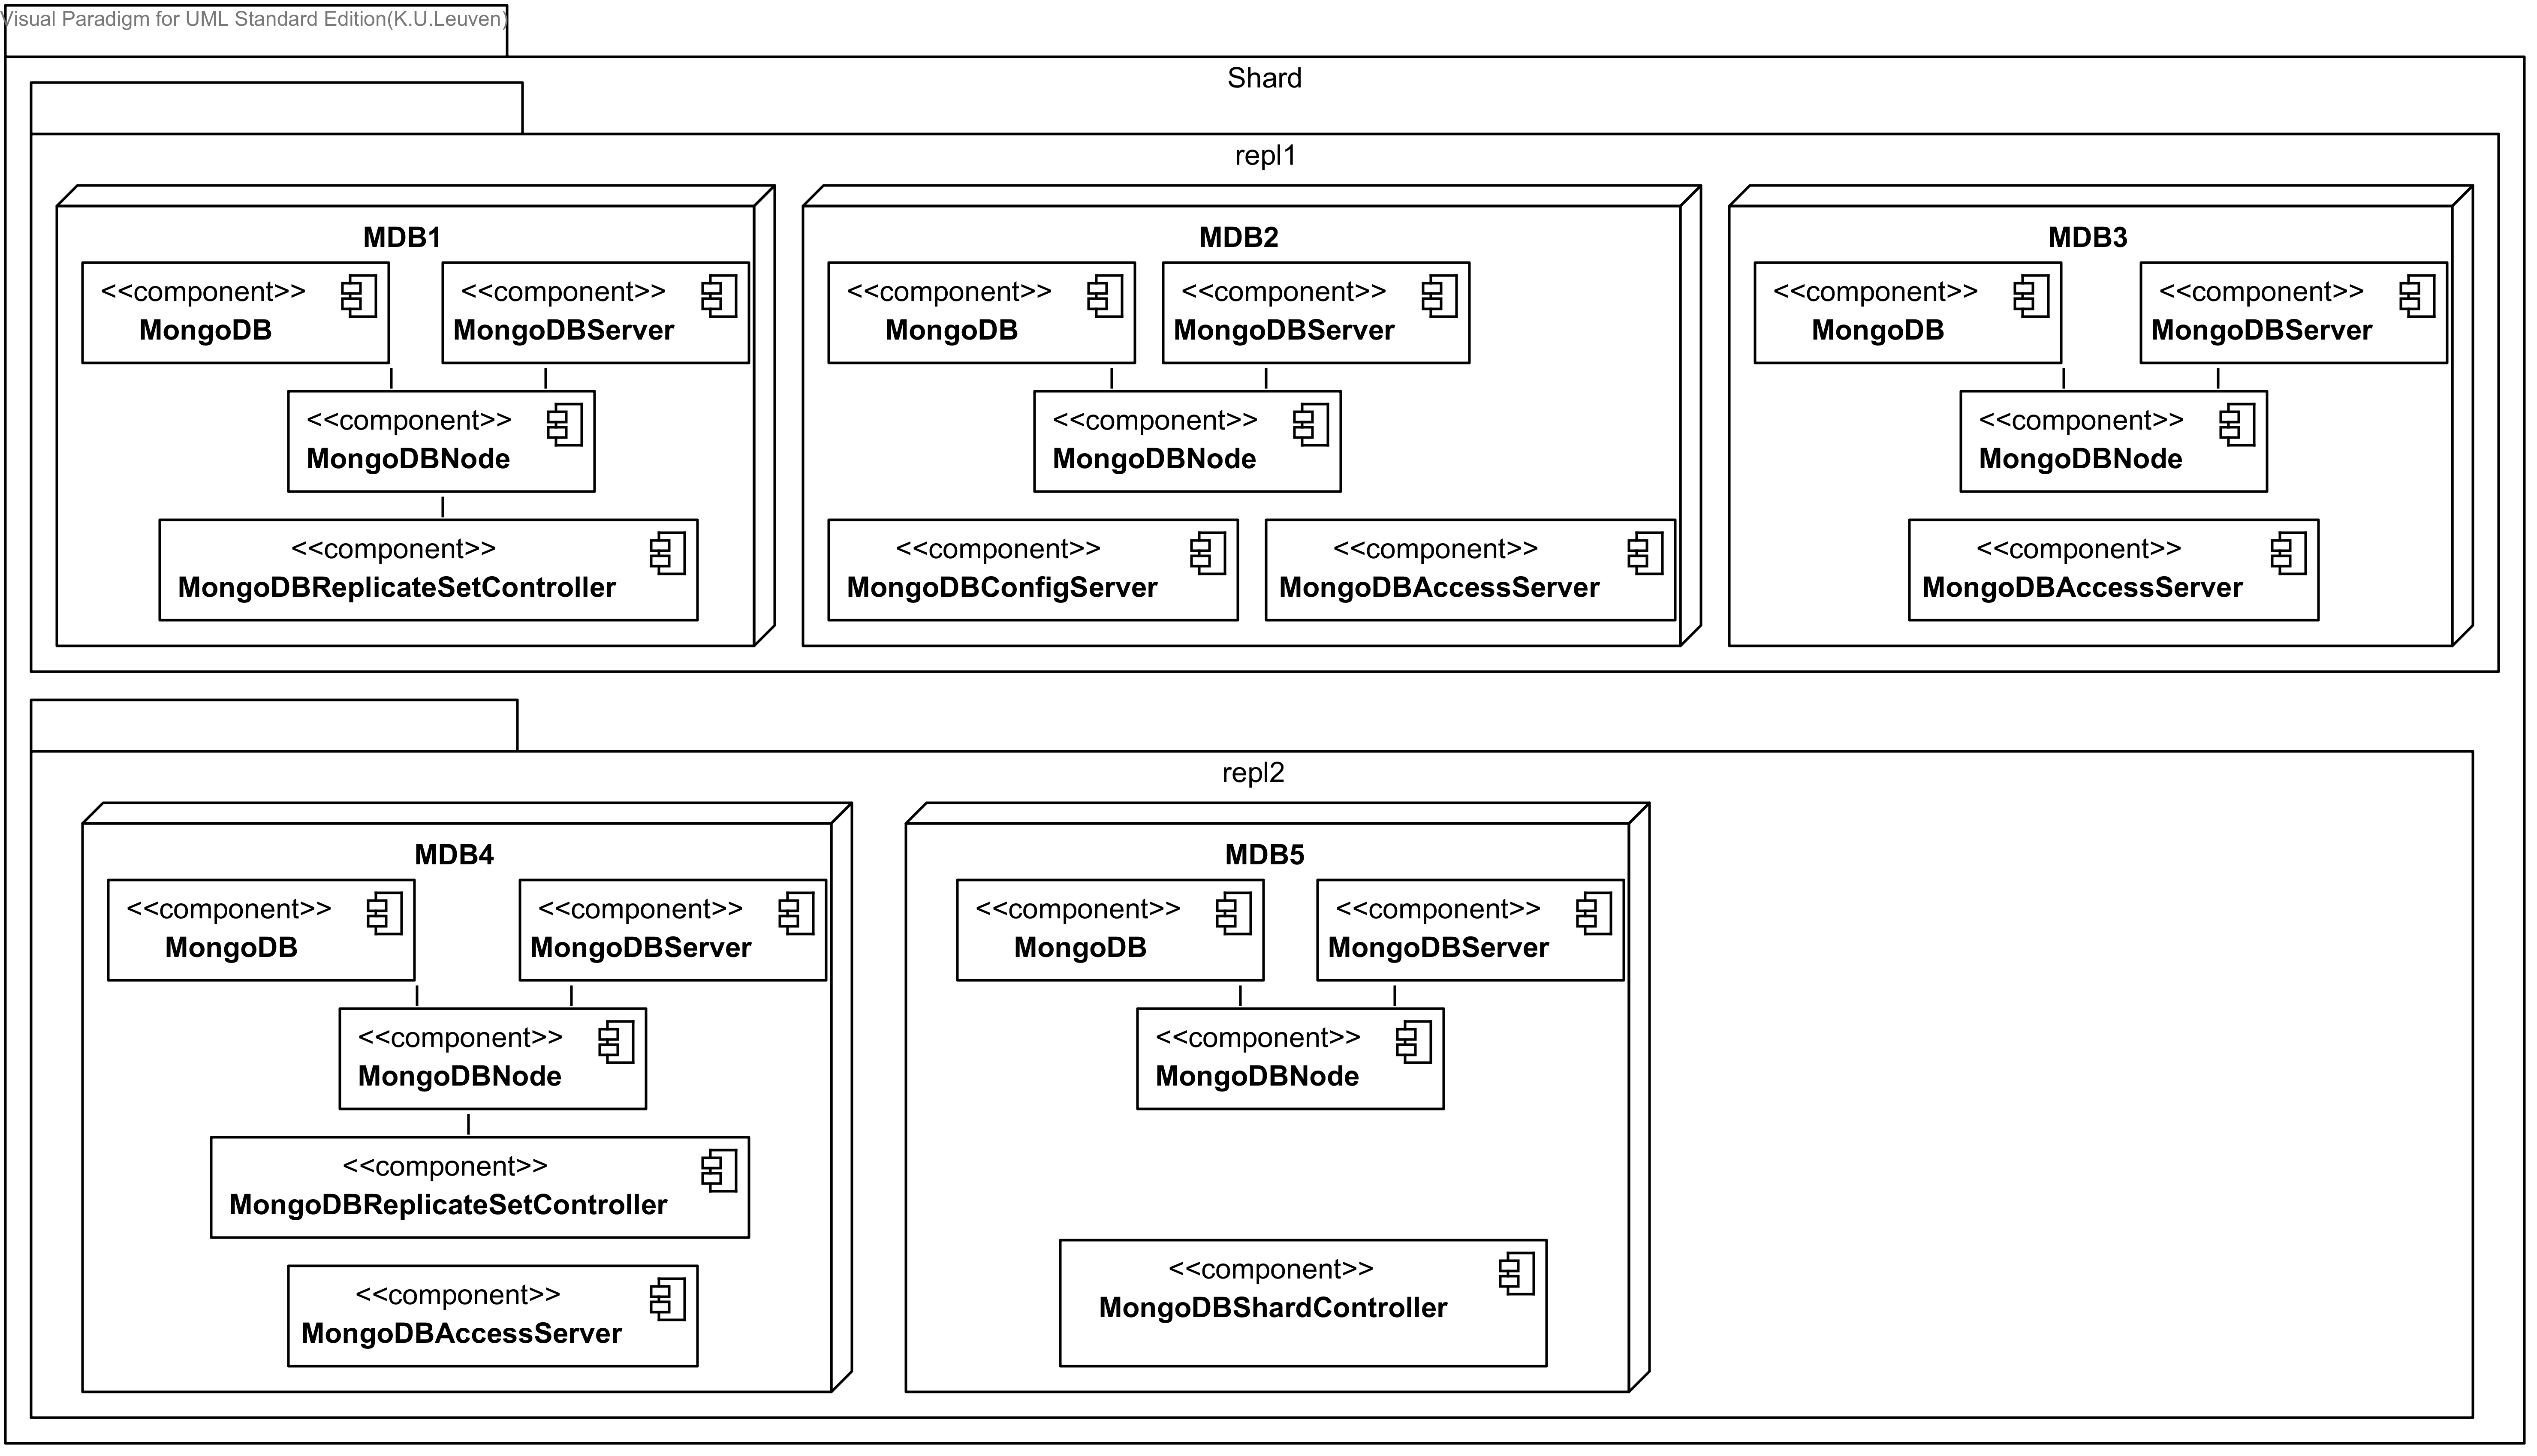 Visual Paradigm for UML Standard Edition(K.U.Leuven)
Shard
repl1
MDB1
<<component>>
MongoDB
<<component>>
MongoDBServer
<<component>>
MongoDBNode
<<component>>
MongoDBReplicateSetController
MDB2
<<component>>
MongoDB
<<component>>
MongoDBServer
<<component>>
MongoDBNode
<<component>>
MongoDBConfigServer
<<component>>
MongoDBAccessServer
MDB3
<<component>>
MongoDB
<<component>>
MongoDBServer
<<component>>
MongoDBNode
<<component>>
MongoDBAccessServer
repl2
MDB4
<<component>>
MongoDB
<<component>>
MongoDBServer
<<component>>
MongoDBNode
<<component>>
MongoDBReplicateSetController
<<component>>
MongoDBAccessServer
MDB5
<<component>>
MongoDB
<<component>>
MongoDBServer
<<component>>
MongoDBNode
<<component>>
MongoDBShardController